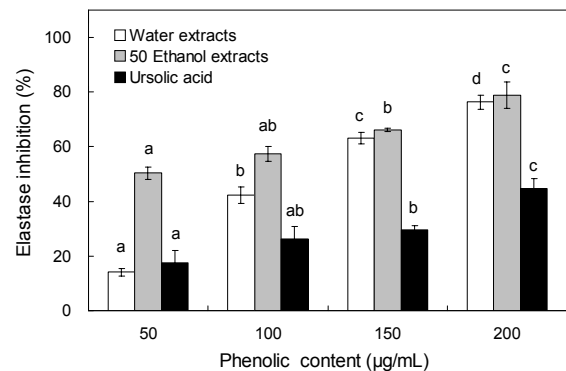 100
80
60
40
20
0
Elastase inhibition (%)
Water extracts
50 Ethanol extracts
Ursolic acid
a
a
a
b
ab
ab
c
b
b
d
c
c
50 100 150 200
Phenolic content (µg/mL)